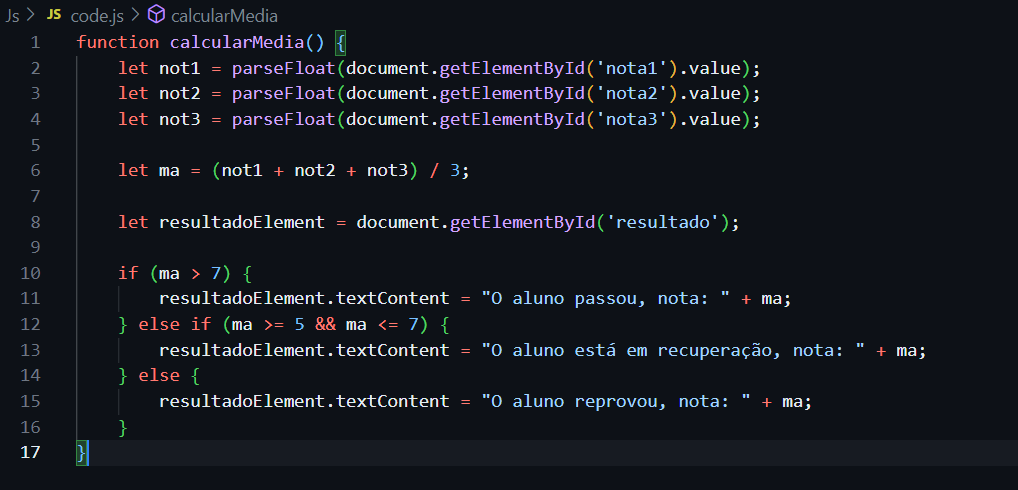 Js > JS code.js > calcularMedia
1 function calcularMedia() {
2 let not1 = parseFloat(document.getElementById('nota1').value);
3 let not2 = parseFloat(document.getElementById('nota2').value);
4 let not3 = parseFloat(document.getElementById('nota3').value);
5
6 let ma = (not1 + not2 + not3) / 3;
7
8 let resultadoElement = document.getElementById('resultado');
9
10 if (ma > 7) {
11 resultadoElement.textContent = "O aluno passou, nota: " + ma;
12 } else if (ma >= 5 && ma <= 7) {
13 resultadoElement.textContent = "O aluno está em recuperação, nota: " + ma;
14 } else {
15 resultadoElement.textContent = "O aluno reprovou, nota: " + ma;
16 }
17 }